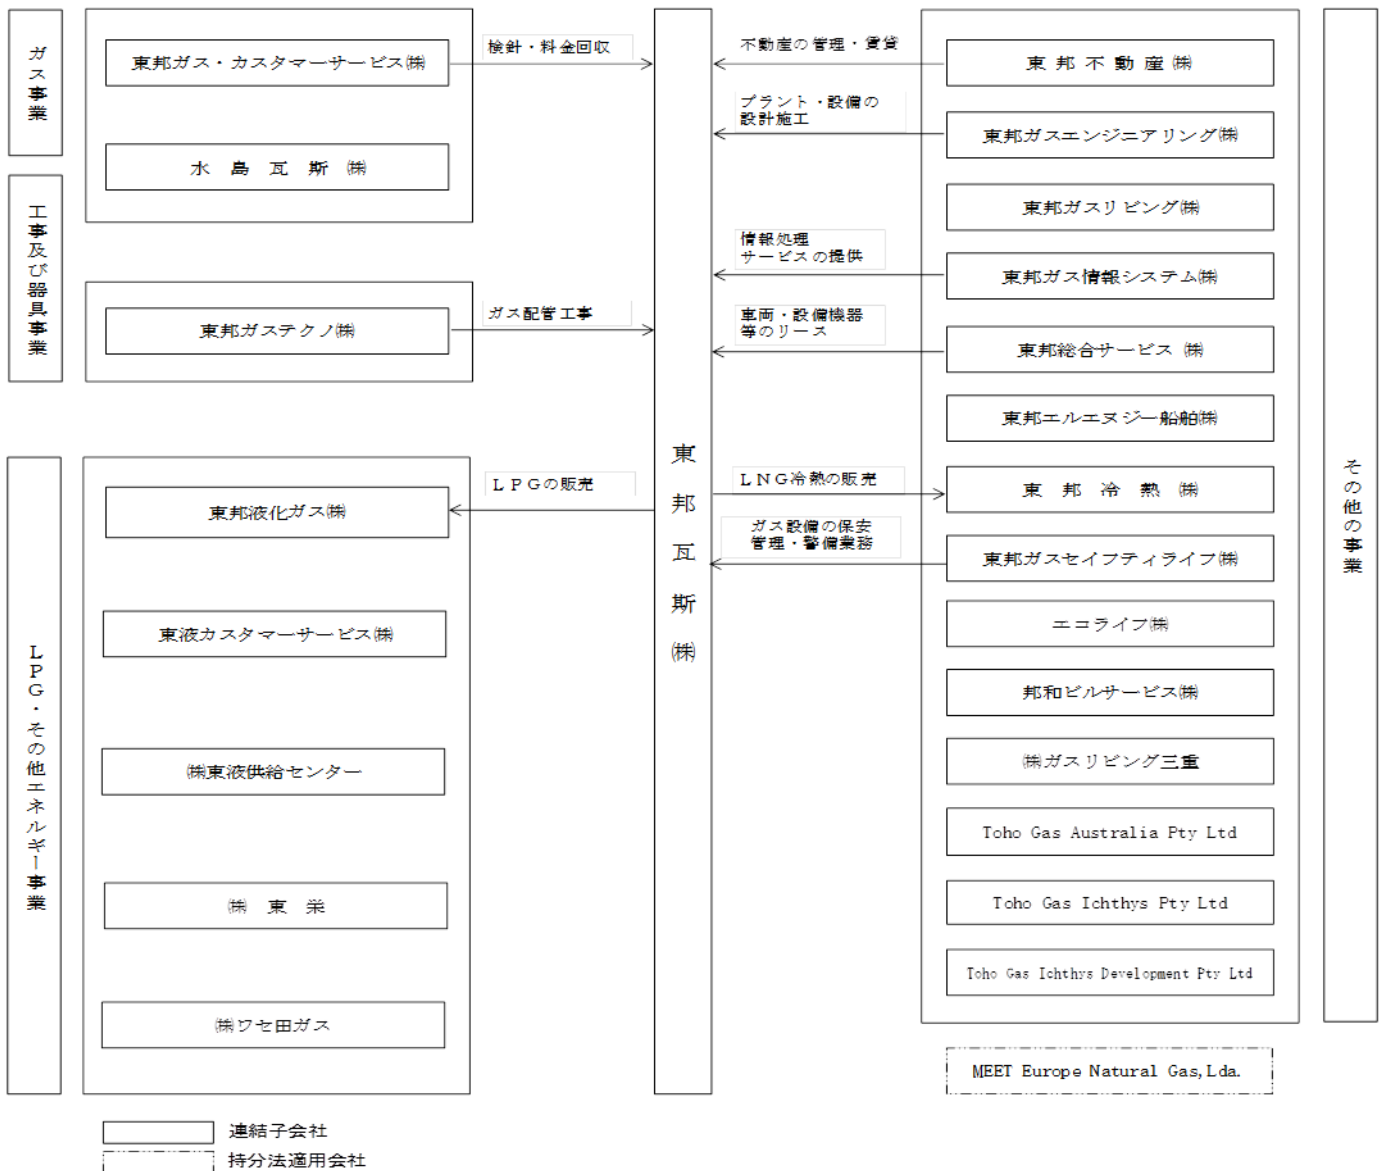 ガス事業
東邦ガス・カスタマーサービス㈱
水島瓦斯㈱
検針・料金回収
工事及び器具事業
東邦ガステクノ㈱
ガス配管工事
LPG・その他エネルギー事業
東邦液化ガス㈱
東液カスタマーサービス㈱
㈱東液供給センター
㈱東栄
㈱ワセ田ガス
LPGの販売
東邦瓦斯㈱
不動産の管理・賃貸
プラント・設備の
設計施工
情報処理
サービスの提供
車両・設備機器
等のリース
LNG冷熱の販売
ガス設備の保安
管理・警備業務
東邦不動産㈱
東邦ガスエンジニアリング㈱
東邦ガスリビング㈱
東邦ガス情報システム㈱
東邦総合サービス ㈱
東邦エルエヌジー船舶㈱
東邦冷熱㈱
東邦ガスセイフティライフ㈱
エコライフ㈱
邦和ビルサービス㈱
㈱ガスリビング三重
Toho Gas Australia Pty Ltd
Toho Gas Ichthys Pty Ltd
Toho Gas Ichthys Development Pty Ltd
MEET Europe Natural Gas,Lda.
その他の事業
連結子会社
持分法適用会社